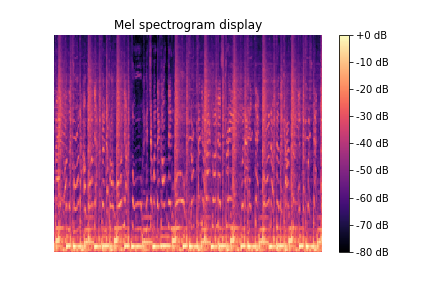 Mel spectrogram display
+0 dB
-10 dB
-20 dB
-30 dB
-40 dB
-50 dB
-60 dB
-70 dB
-80 dB